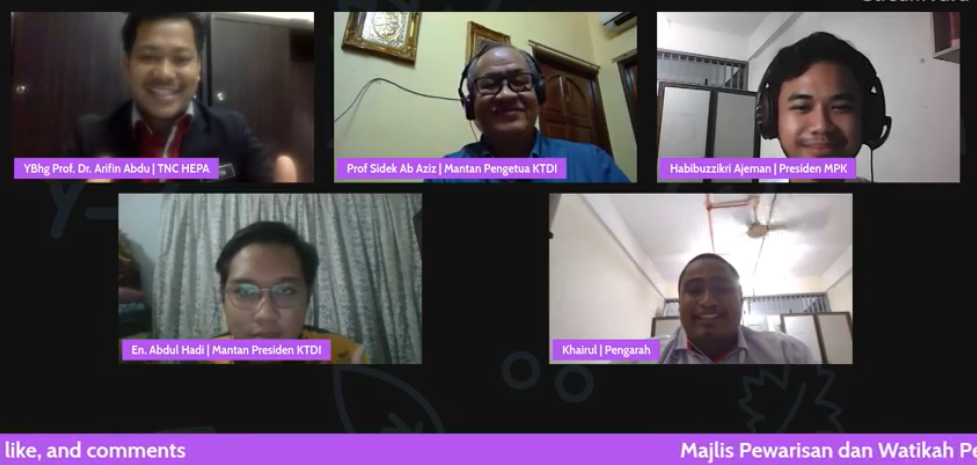 YBhg Prof. Dr. Arifin Abdu | TNC HEPA
Prof Sidek Ab Aziz | Mantan Pengetua KTDI
Habibuzzikri Ajeman | Presiden MPK
En. Abdul Hadi | Mantan Presiden KTDI
Khairul | Pengarah
like, and comments
Majlis Pewarisan dan Watikah